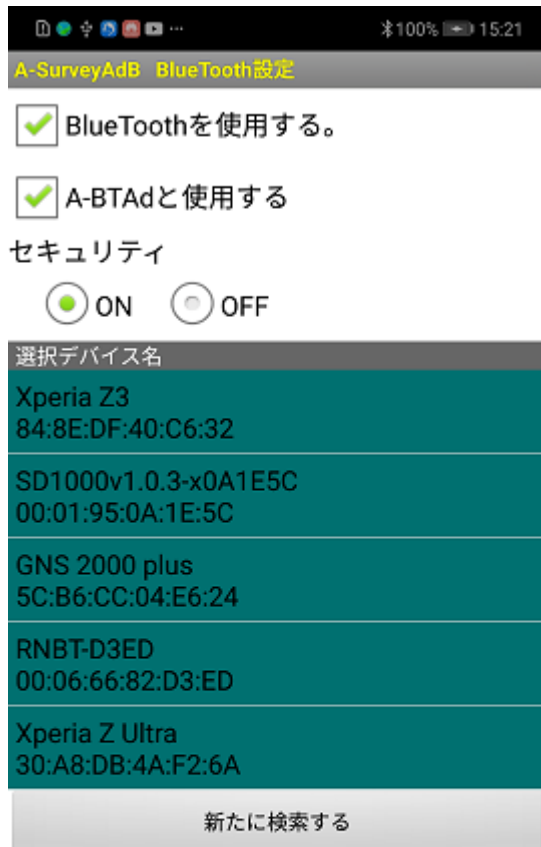 100% 15:21
A-SurveyAdB BlueTooth設定
BlueToothを使用する。
A-BTAdと使用する
セキュリティ
ON OFF
選択デバイス名
Xperia Z3
84:8E:DF:40:C6:32
SD1000v1.0.3-x0A1E5C
00:01:95:0A:1E:5C
GNS 2000 plus
5C:B6:CC:04:E6:24
RNBT-D3ED
00:06:66:82:D3:ED
Xperia Z Ultra
30:A8:DB:4A:F2:6A
新たに検索する